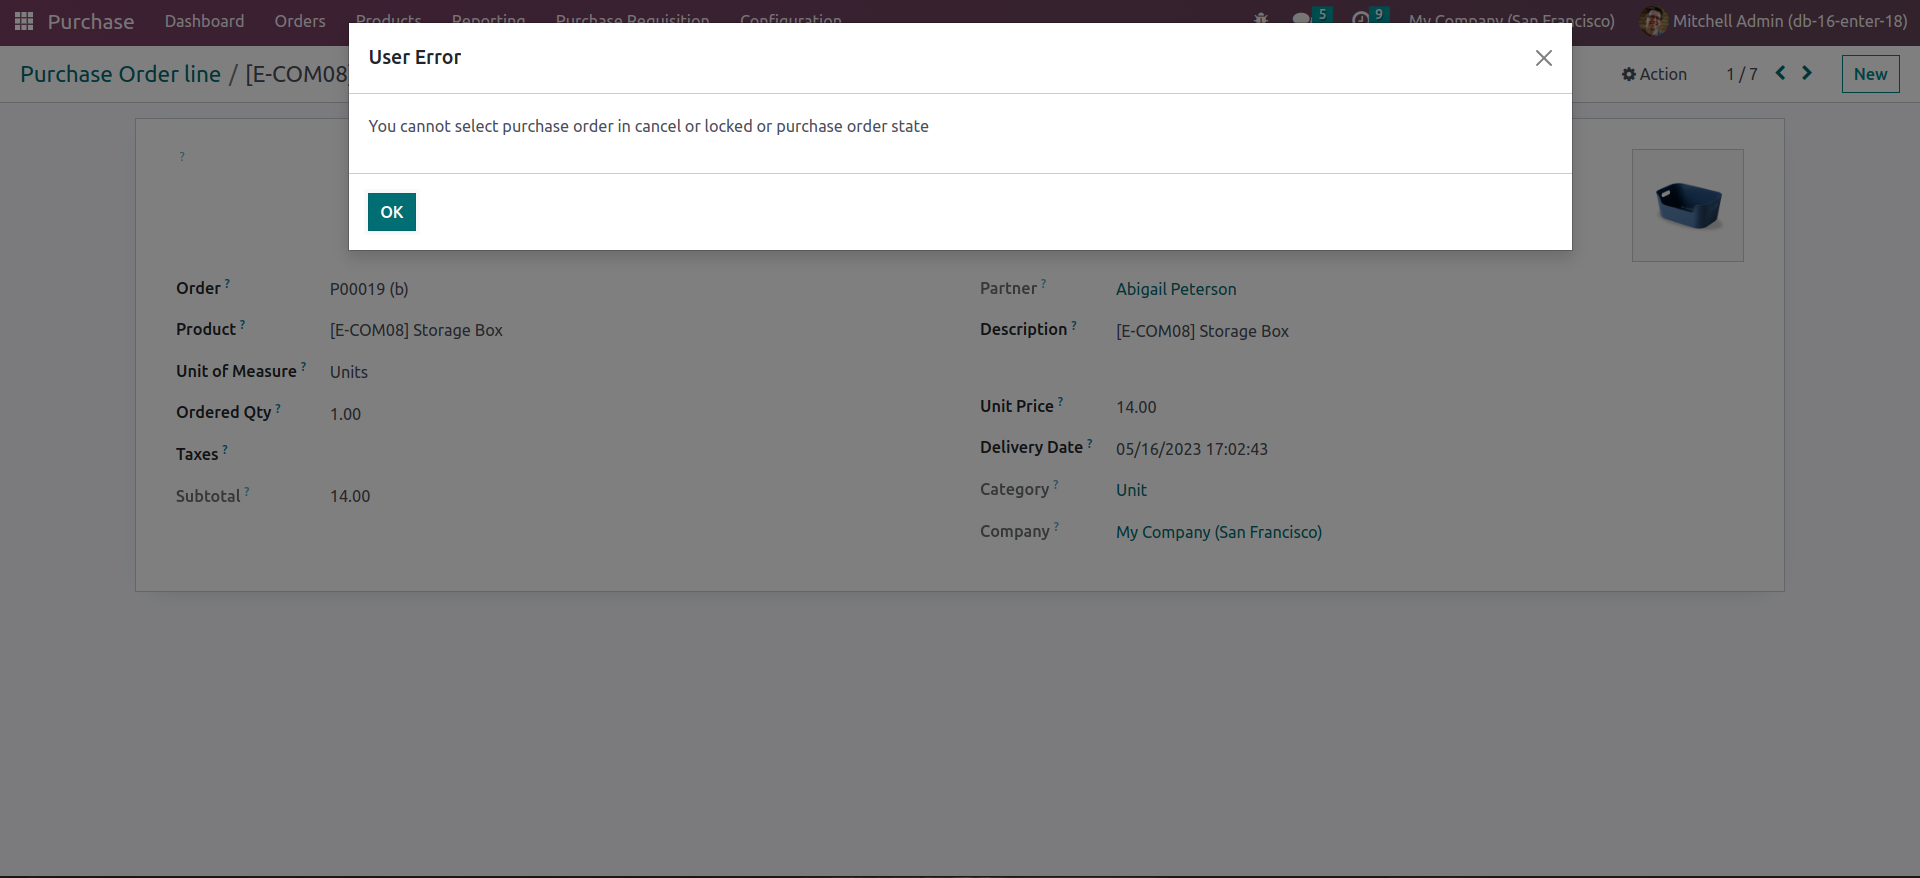 Purchase Dashboard Orders Products Reporting Purchase Requisition Configuration 5 9 My Company (San Francisco) Mitchell Admin (db-16-enter-18)
User Error
Purchase Order line / [E-COM08]
Action 1 / 7 New
You cannot select purchase order in cancel or locked or purchase order state
?
OK
Order ? P00019 (b) Partner ? Abigail Peterson
Product ? [E-COM08] Storage Box Description ? [E-COM08] Storage Box
Unit of Measure ? Units
Ordered Qty ? 1.00 Unit Price ? 14.00
Taxes ? Delivery Date ? 05/16/2023 17:02:43
Subtotal ? 14.00 Category ? Unit
Company ? My Company (San Francisco)